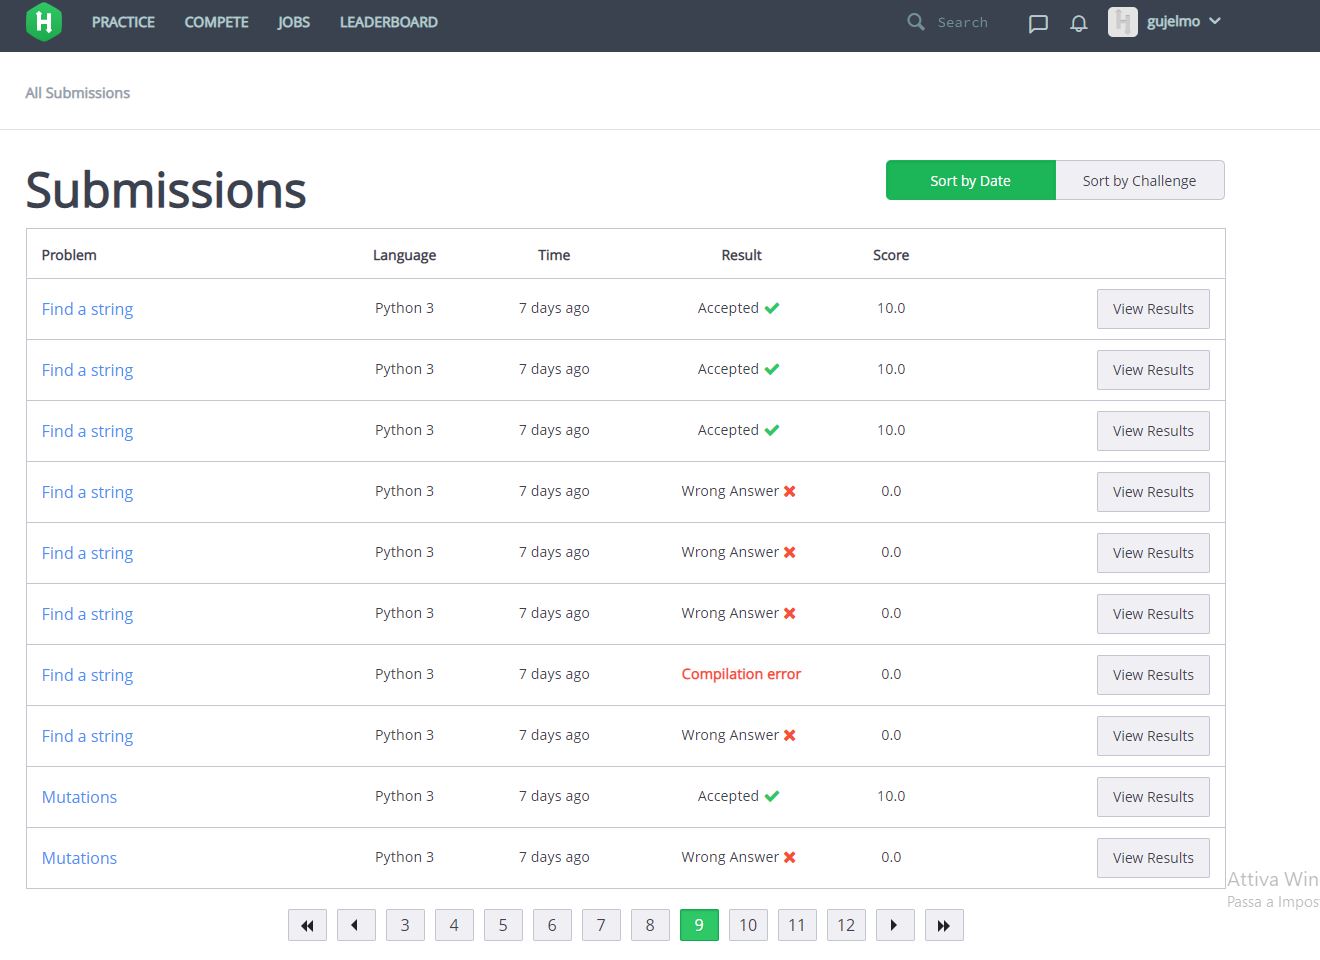 H PRACTICE COMPETE JOBS LEADERBOARD Search gujelmo
All Submissions
Submissions Sort by Date Sort by Challenge
Problem Language Time Result Score
Find a string Python 3 7 days ago Accepted 10.0 View Results
Find a string Python 3 7 days ago Accepted 10.0 View Results
Find a string Python 3 7 days ago Accepted 10.0 View Results
Find a string Python 3 7 days ago Wrong Answer 0.0 View Results
Find a string Python 3 7 days ago Wrong Answer 0.0 View Results
Find a string Python 3 7 days ago Wrong Answer 0.0 View Results
Find a string Python 3 7 days ago Compilation error 0.0 View Results
Find a string Python 3 7 days ago Wrong Answer 0.0 View Results
Mutations Python 3 7 days ago Accepted 10.0 View Results
Mutations Python 3 7 days ago Wrong Answer 0.0 View Results
Attiva Win
Passa a Impos
3 4 5 6 7 8 9 10 11 12